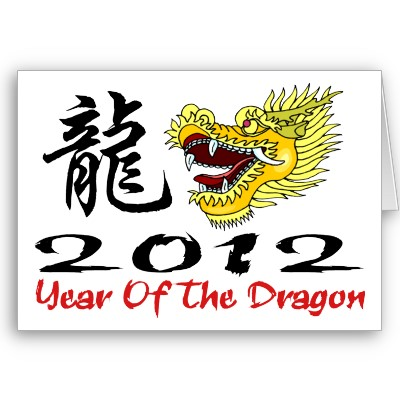 龍
2012
Year Of The Dragon